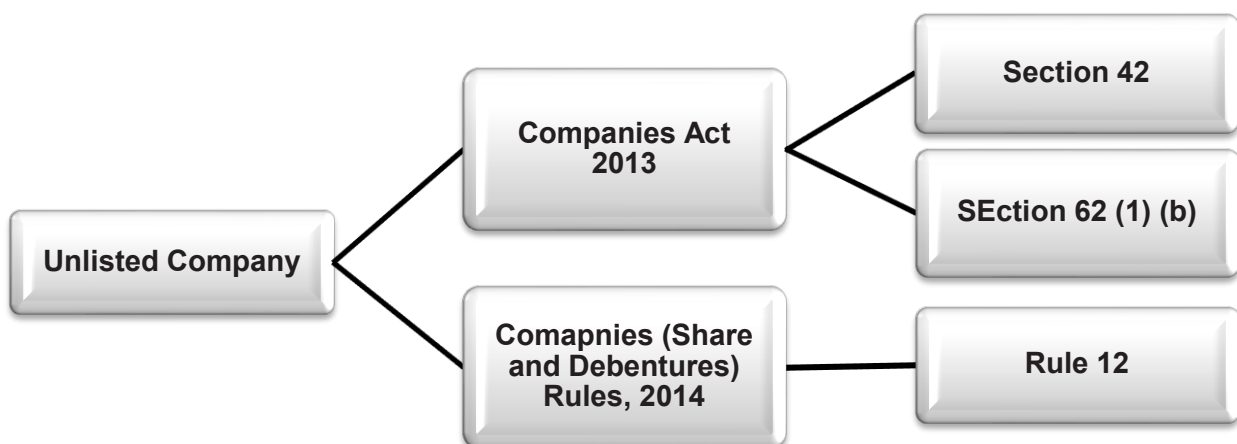 Unlisted Company
Companies Act
2013
Section 42
SEction 62 (1) (b)
Comapnies (Share
and Debentures)
Rules, 2014
Rule 12